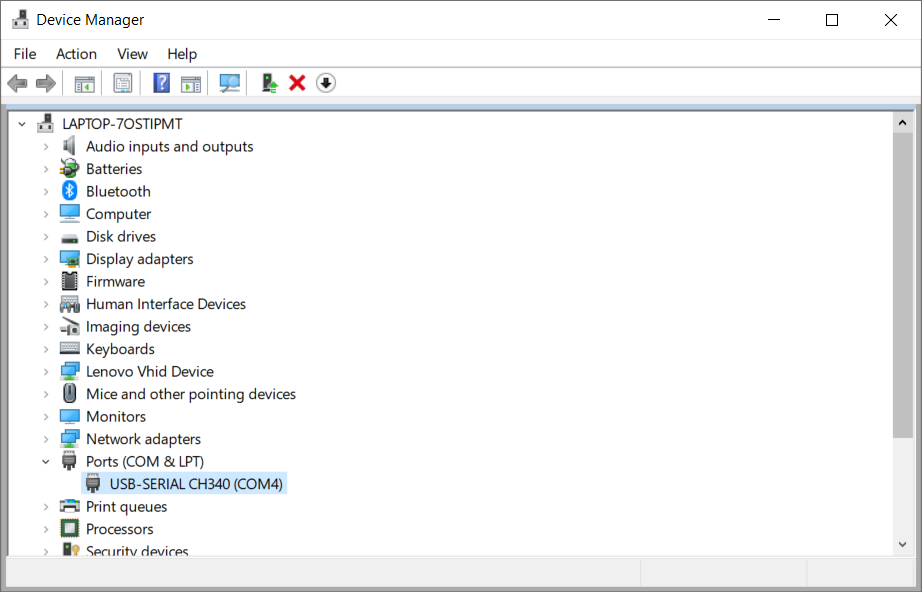 Device Manager
File Action View Help
LAPTOP-7OSTIPMT
Audio inputs and outputs
Batteries
Bluetooth
Computer
Disk drives
Display adapters
Firmware
Human Interface Devices
Imaging devices
Keyboards
Lenovo Vhid Device
Mice and other pointing devices
Monitors
Network adapters
Ports (COM & LPT)
USB-SERIAL CH340 (COM4)
Print queues
Processors
Security devices